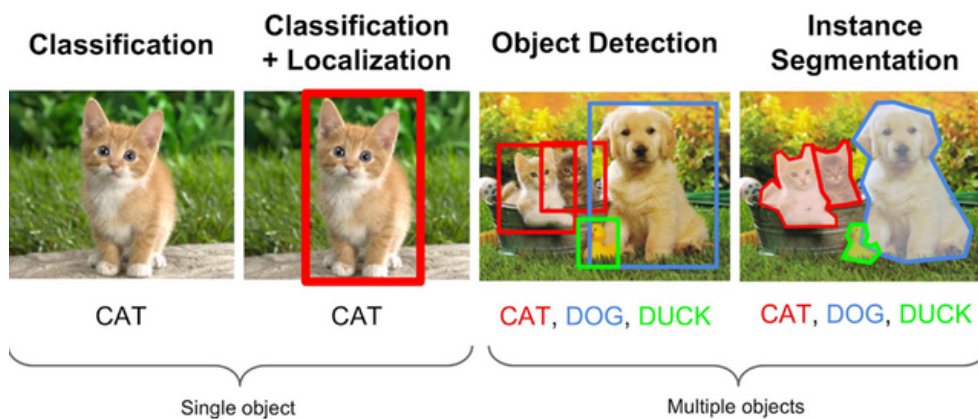 Classification
Classification
+ Localization
Object Detection
Instance
Segmentation
CAT
CAT
CAT, DOG, DUCK
CAT, DOG, DUCK
Single object
Multiple objects